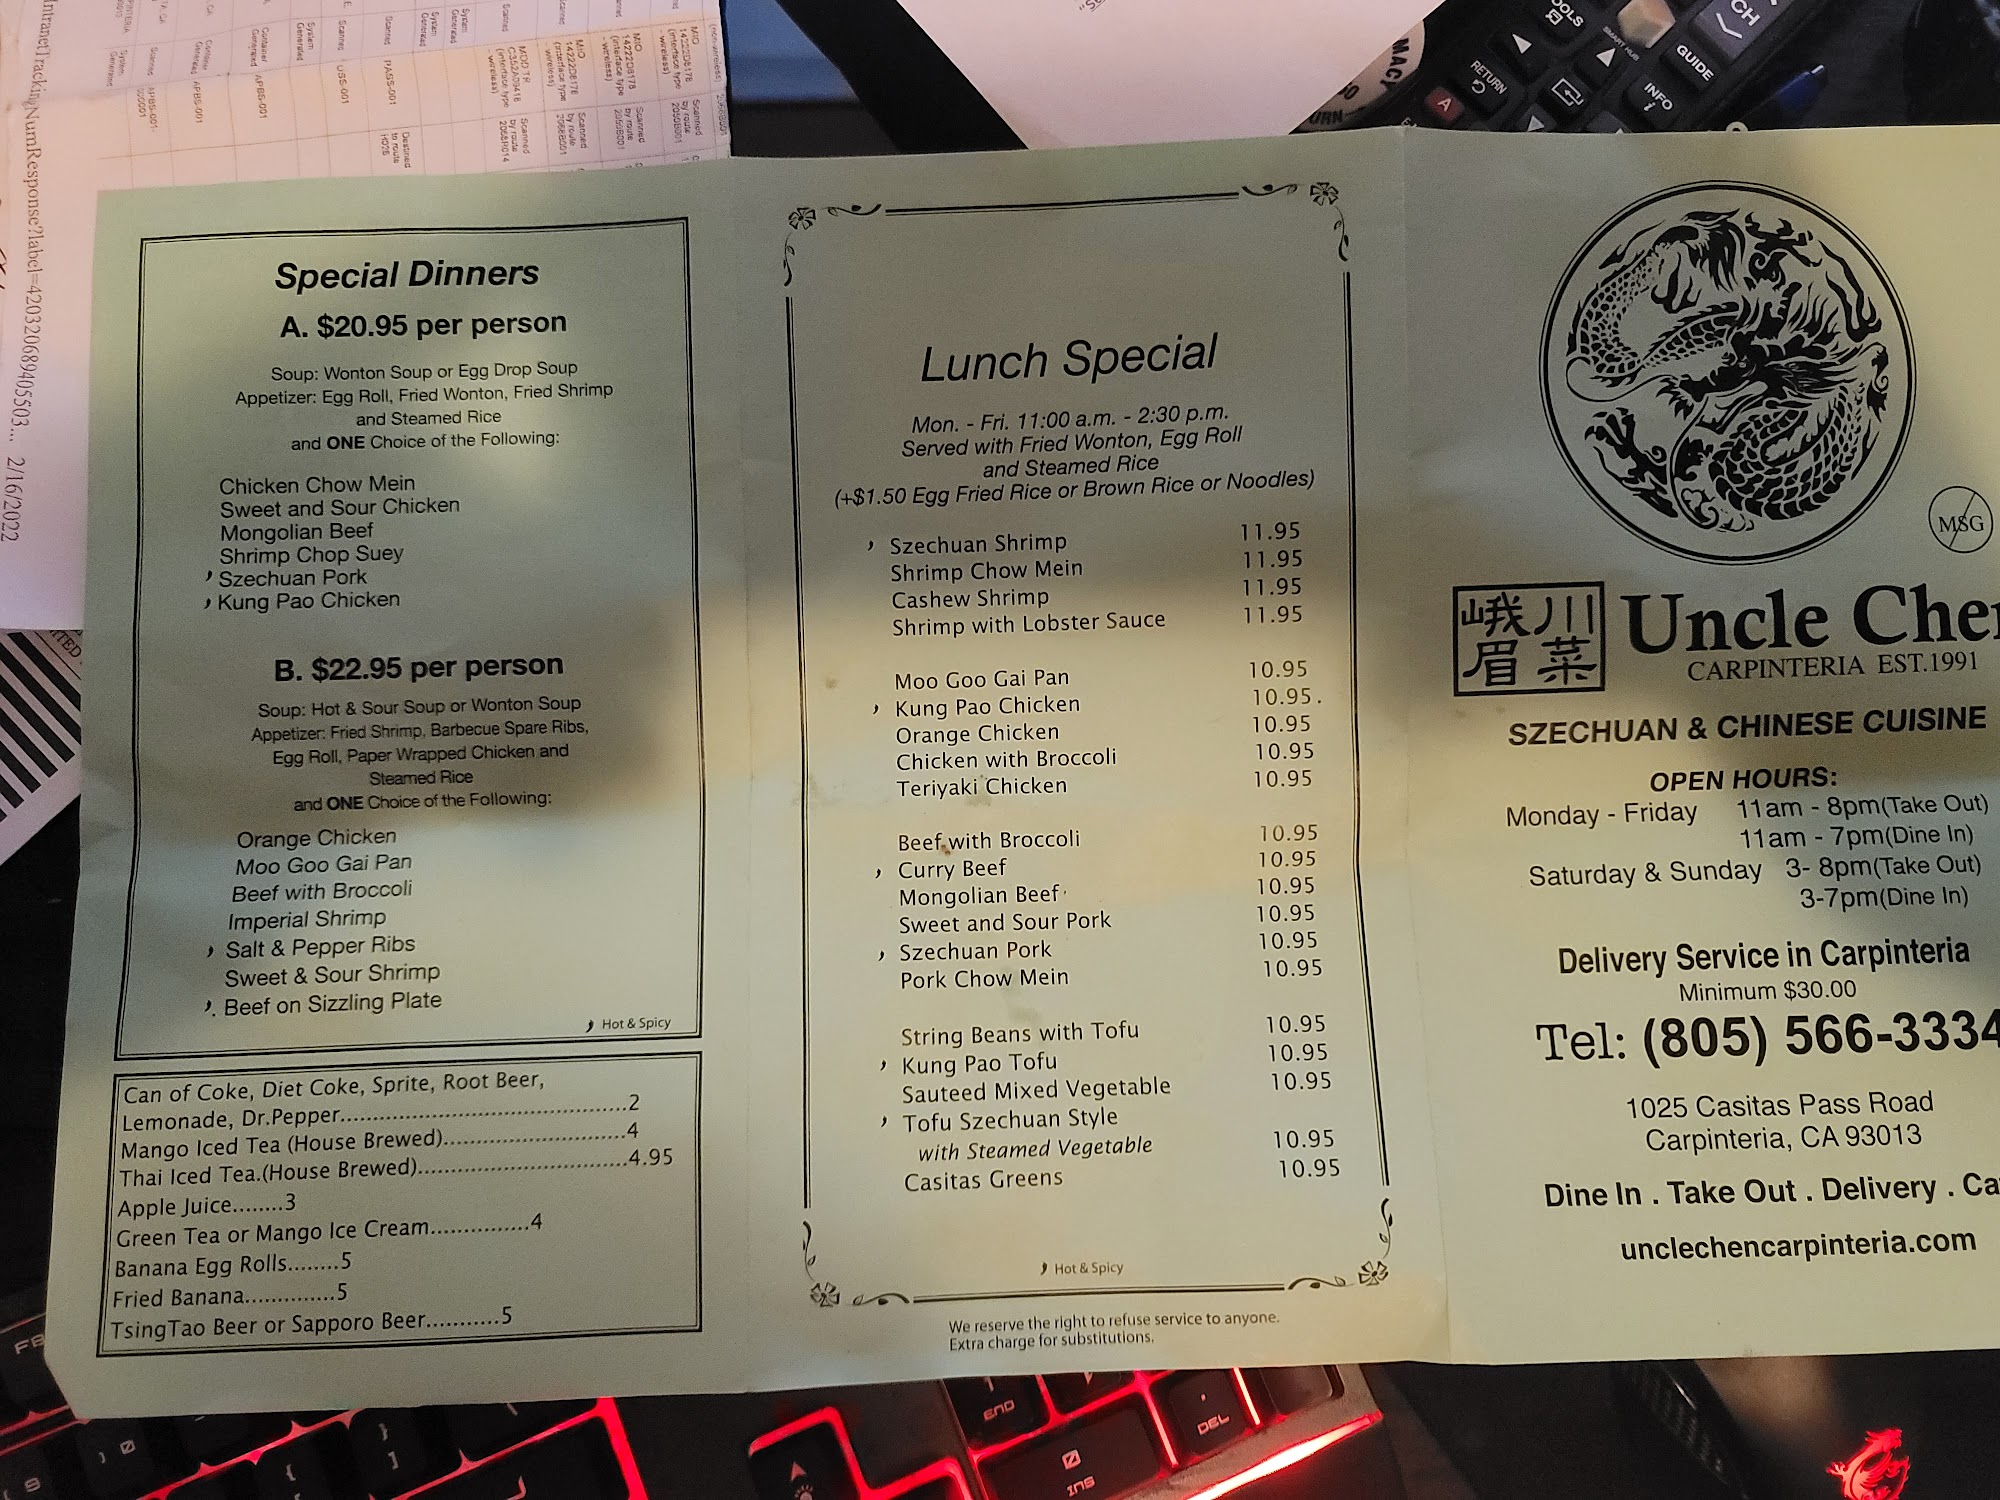 Special Dinners
A. $20.95 per person
Soup: Wonton Soup or Egg Drop Soup
Appetizer: Egg Roll, Fried Wonton, Fried Shrimp
and Steamed Rice
and ONE Choice of the Following:
Chicken Chow Mein
Sweet and Sour Chicken
Mongolian Beef
Shrimp Chop Suey
Szechuan Pork
Kung Pao Chicken
B. $22.95 per person
Soup: Hot & Sour Soup or Wonton Soup
Appetizer: Fried Shrimp, Barbecue Spare Ribs,
Egg Roll, Paper Wrapped Chicken and
Steamed Rice
and ONE Choice of the Following:
Orange Chicken
Moo Goo Gai Pan
Beef with Broccoli
Imperial Shrimp
Salt & Pepper Ribs
Sweet & Sour Shrimp
Beef on Sizzling Plate
Hot & Spicy
Can of Coke, Diet Coke, Sprite, Root Beer,
Lemonade, Dr.Pepper..........................................2
Mango Iced Tea (House Brewed)...........................4
Thai Iced Tea.(House Brewed)...............................4.95
Apple Juice........3
Green Tea or Mango Ice Cream..............4
Banana Egg Rolls........5
Fried Banana..............5
TsingTao Beer or Sapporo Beer...........5
Lunch Special
Mon. - Fri. 11:00 a.m. - 2:30 p.m.
Served with Fried Wonton, Egg Roll
and Steamed Rice
(+$1.50 Egg Fried Rice or Brown Rice or Noodles)
Szechuan Shrimp 11.95
Shrimp Chow Mein 11.95
Cashew Shrimp 11.95
Shrimp with Lobster Sauce 11.95
Moo Goo Gai Pan 10.95
Kung Pao Chicken 10.95.
Orange Chicken 10.95
Chicken with Broccoli 10.95
Teriyaki Chicken 10.95
Beef with Broccoli 10.95
Curry Beef 10.95
Mongolian Beef 10.95
Sweet and Sour Pork 10.95
Szechuan Pork 10.95
Pork Chow Mein 10.95
String Beans with Tofu 10.95
Kung Pao Tofu 10.95
Sauteed Mixed Vegetable 10.95
Tofu Szechuan Style
with Steamed Vegetable 10.95
Casitas Greens 10.95
Hot & Spicy
We reserve the right to refuse service to anyone.
Extra charge for substitutions.
MSG
峨眉川菜
Uncle Che
CARPINTERIA EST.1991
SZECHUAN & CHINESE CUISINE
OPEN HOURS:
Monday - Friday 11am - 8pm(Take Out)
11am - 7pm(Dine In)
Saturday & Sunday 3- 8pm(Take Out)
3-7pm(Dine In)
Delivery Service in Carpinteria
Minimum $30.00
Tel: (805) 566-3334
1025 Casitas Pass Road
Carpinteria, CA 93013
Dine In . Take Out . Delivery . Ca
unclechencarpinteria.com
2/16/2022
RETURN
GUIDE
INFO
END
DEL
INS